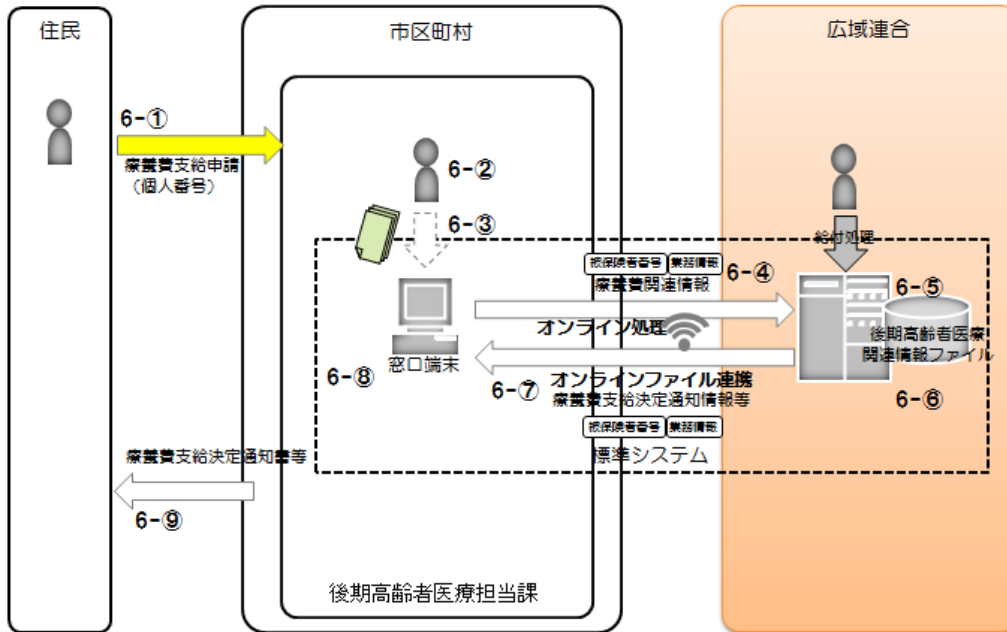 住民
市区町村
広域連合
6-①
療養費支給申請
(個人番号)
6-②
6-③
給付処理
被保険者番号 業務情報
6-④
療養費関連情報
6-⑤
オンライン処理
後期高齢者医療
関連情報ファイル
窓口端末
6-⑧
6-⑦
オンラインファイル連携
療養費支給決定通知情報等
6-⑥
被保険者番号 業務情報
標準システム
療養費支給決定通知書等
6-⑨
後期高齢者医療担当課